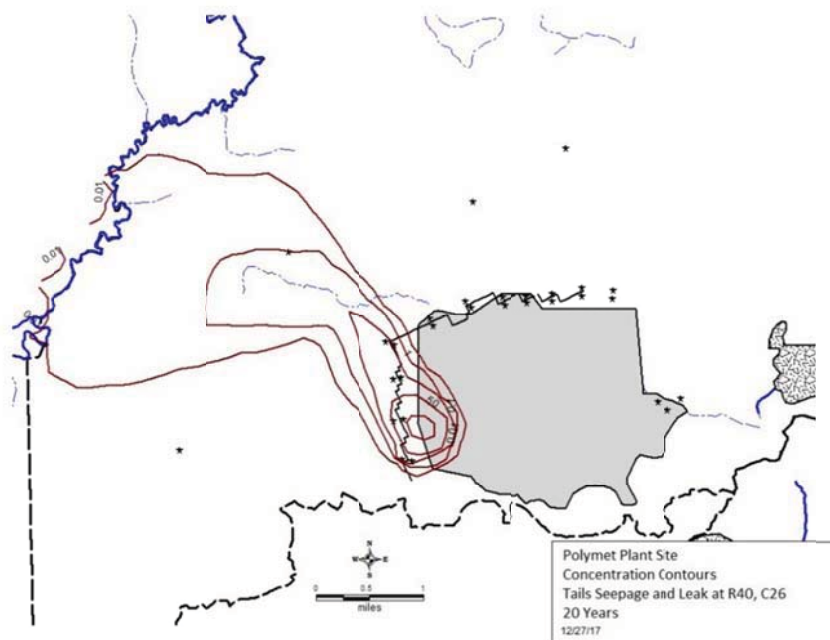 0.01
0.01
50
N
W E
S
0 0.5 1
miles
Polymet Plant Ste
Concentration Contours
Tails Seepage and Leak at R40, C26
20 Years
12/27/17